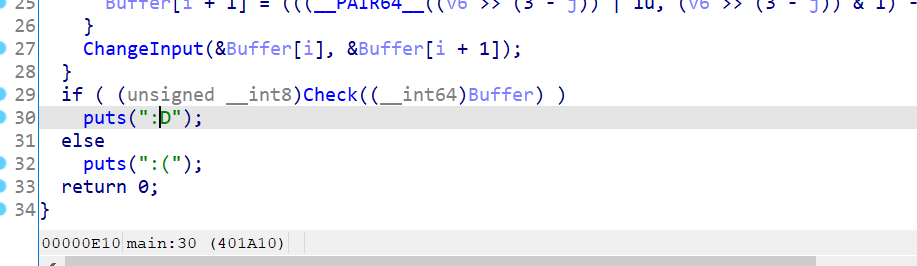 25 Buffer[i + 1] = (((__PAIR64__((v6 >> (3 - j)) | 1u, (v6 >> (3 - j)) & 1) -
26 }
27 ChangeInput(&Buffer[i], &Buffer[i + 1]);
28 }
29 if ( (unsigned __int8)Check((__int64)Buffer) )
30 puts(":D");
31 else
32 puts(":(");
33 return 0;
34 }
00000E10 main:30 (401A10)